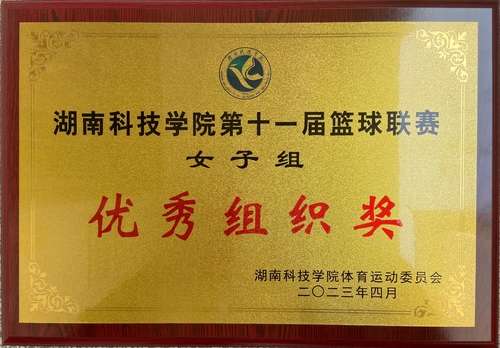 湖南科技学院第十一届篮球联赛
女子组
优秀组织奖
湖南科技学院体育运动委员会
二〇二三年四月